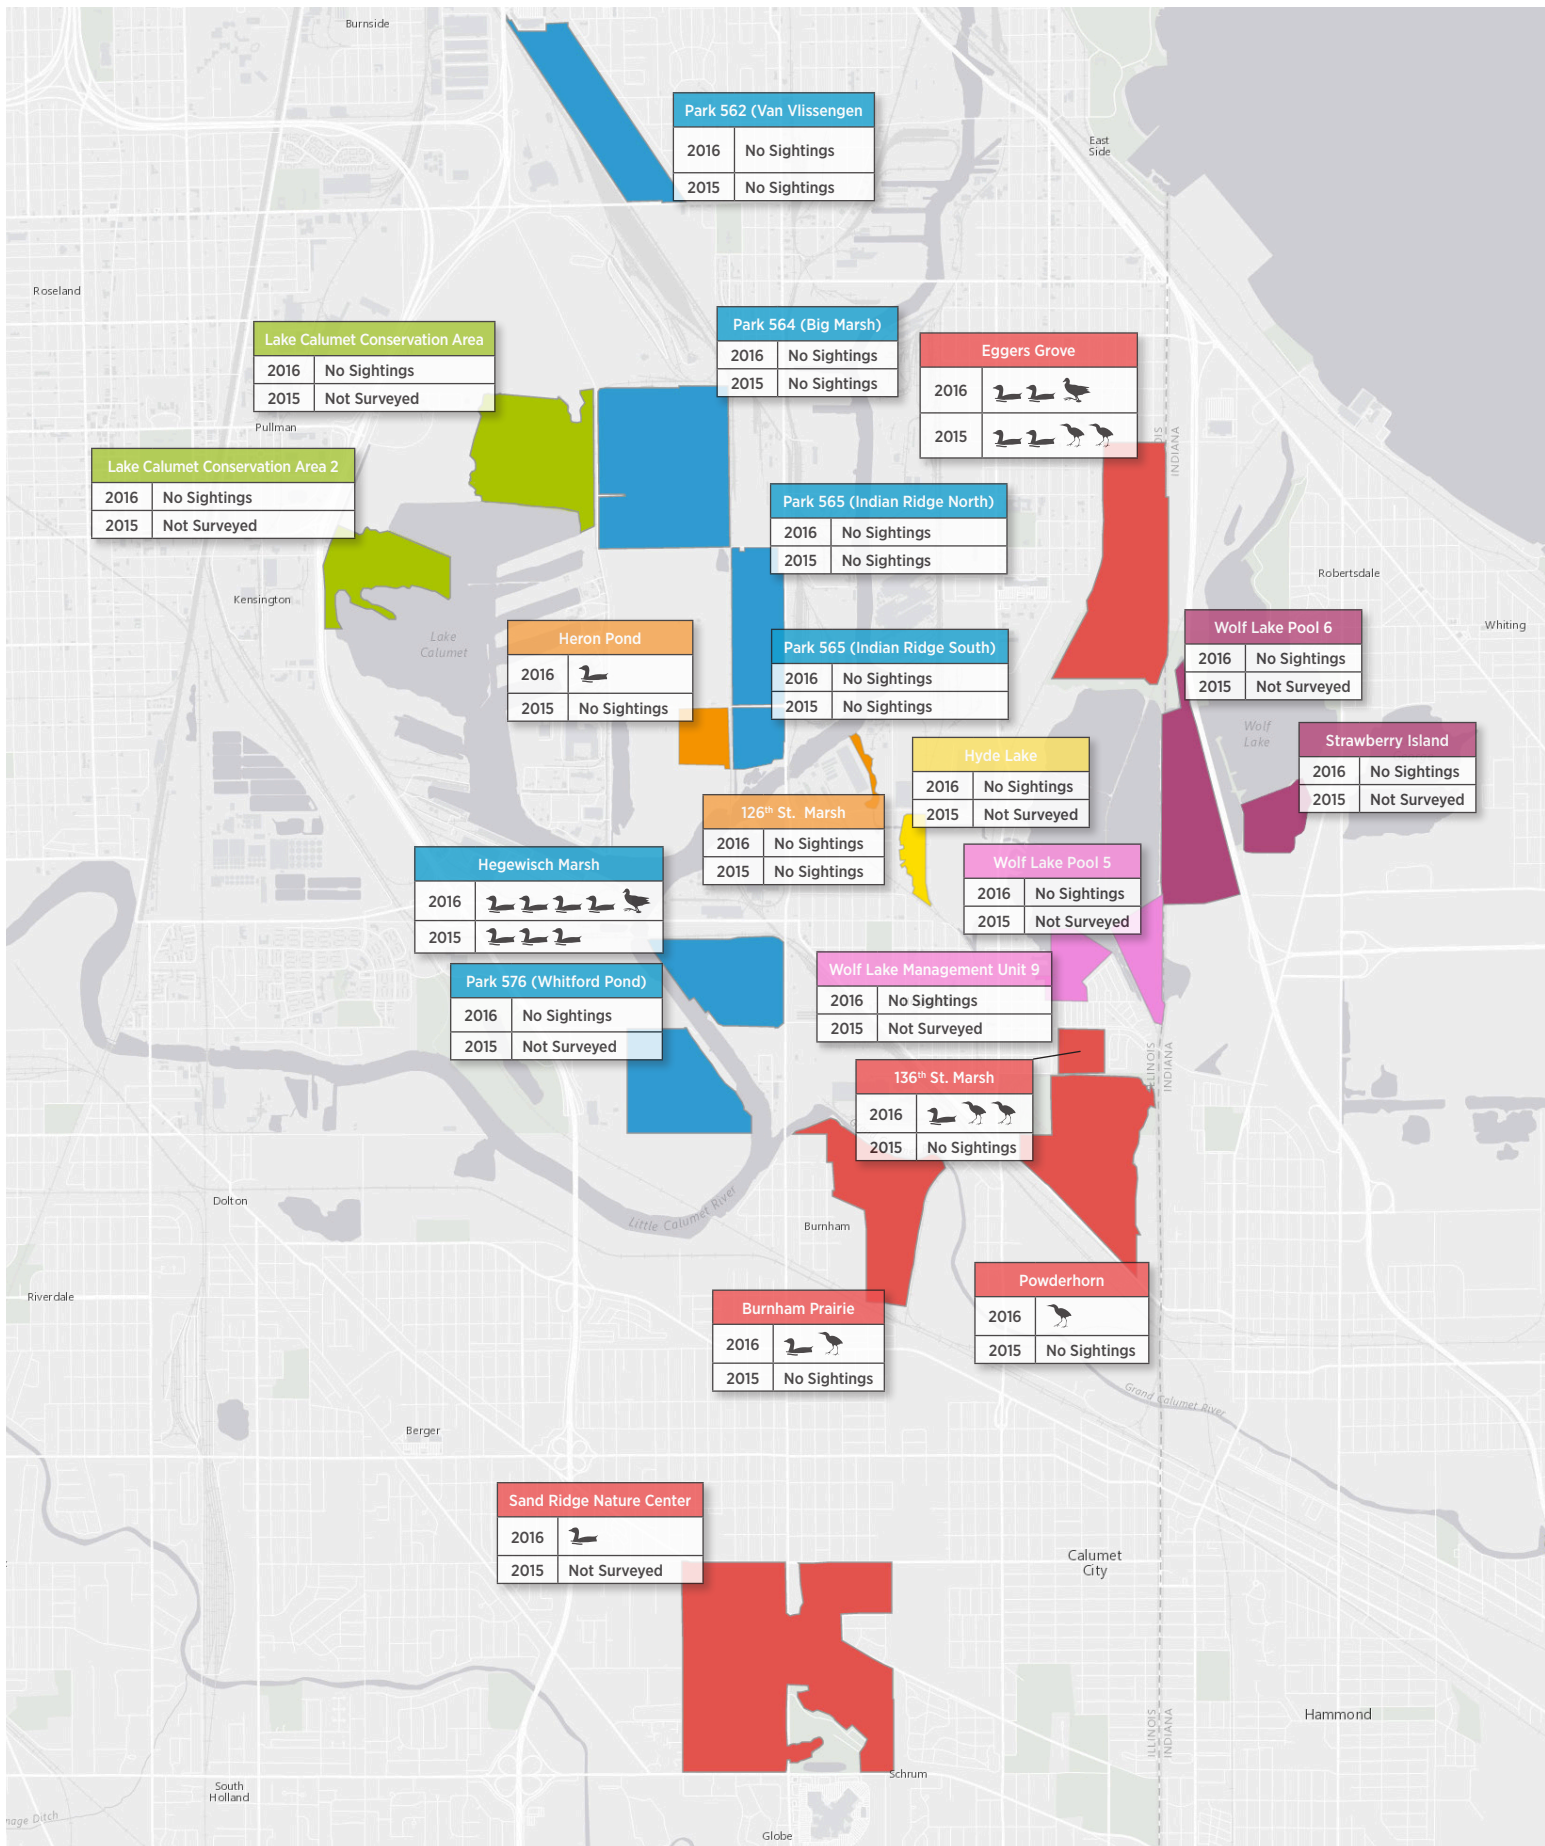 Burnside
Park 562 (Van Vlissengen
2016 No Sightings
2015 No Sightings
East
Side
Roseland
Lake Calumet Conservation Area
2016 No Sightings
2015 Not Surveyed
Pullman
Park 564 (Big Marsh)
2016 No Sightings
2015 No Sightings
Eggers Grove
2016
2015
INDIANA
Lake Calumet Conservation Area 2
2016 No Sightings
2015 Not Surveyed
Kensington
Lake
Calumet
Park 565 (Indian Ridge North)
2016 No Sightings
2015 No Sightings
Robertsdale
Whiting
Heron Pond
2016
2015 No Sightings
Park 565 (Indian Ridge South)
2016 No Sightings
2015 No Sightings
Wolf Lake Pool 6
2016 No Sightings
2015 Not Surveyed
Wolf
Lake
Strawberry Island
2016 No Sightings
2015 Not Surveyed
Hyde Lake
2016 No Sightings
2015 Not Surveyed
126th St. Marsh
2016 No Sightings
2015 No Sightings
Wolf Lake Pool 5
2016 No Sightings
2015 Not Surveyed
Hegewisch Marsh
2016
2015
Park 576 (Whitford Pond)
2016 No Sightings
2015 Not Surveyed
Wolf Lake Management Unit 9
2016 No Sightings
2015 Not Surveyed
136th St. Marsh
2016
2015 No Sightings
ILLINOIS
INDIANA
Dolton
Little Calumet River
Burnham
Riverdale
Burnham Prairie
2016
2015 No Sightings
Powderhorn
2016
2015 No Sightings
Grand Calumet River
Berger
Sand Ridge Nature Center
2016
2015 Not Surveyed
Calumet
City
Hammond
ILLINOIS
INDIANA
Schrum
South
Holland
nage Ditch
Globe